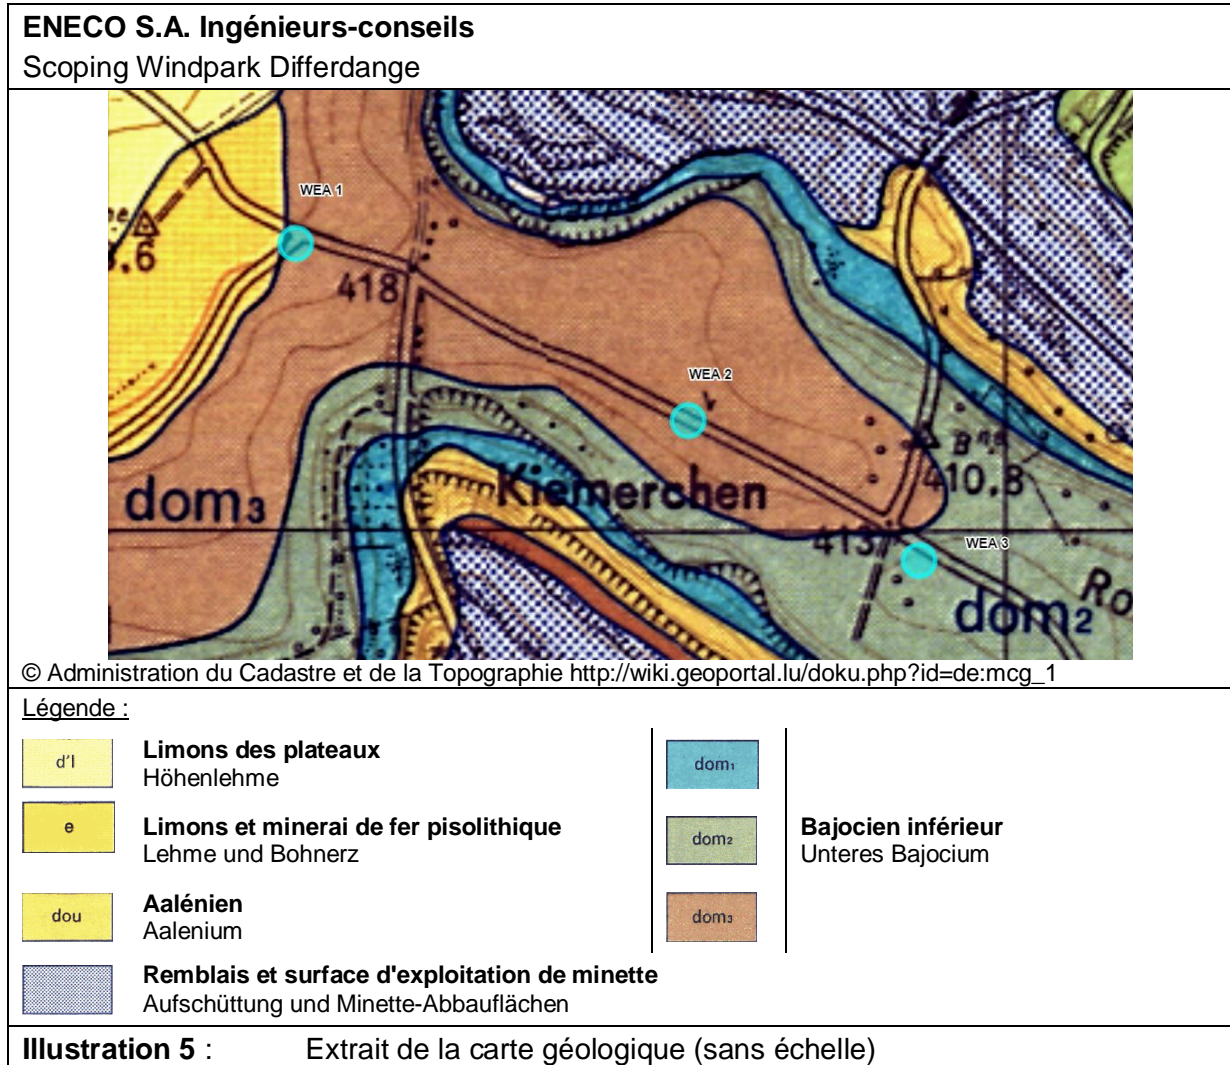 ENECO S.A. Ingénieurs-conseils
Scoping Windpark Differdange
WEA 1
418
WEA 2
Kiemerchen
dom₃
Bⁿᵉ
410.8
413
WEA 3
dom₂
Ro
© Administration du Cadastre et de la Topographie http://wiki.geoportal.lu/doku.php?id=de:mcg_1
Légende :
d'l
Limons des plateaux
Höhenlehme
e
Limons et minerai de fer pisolithique
Lehme und Bohnerz
dou
Aalénien
Aalenium
Remblais et surface d'exploitation de minette
Aufschüttung und Minette-Abbauflächen
dom₁
dom₂
dom₃
Bajocien inférieur
Unteres Bajocium
Illustration 5 : Extrait de la carte géologique (sans échelle)